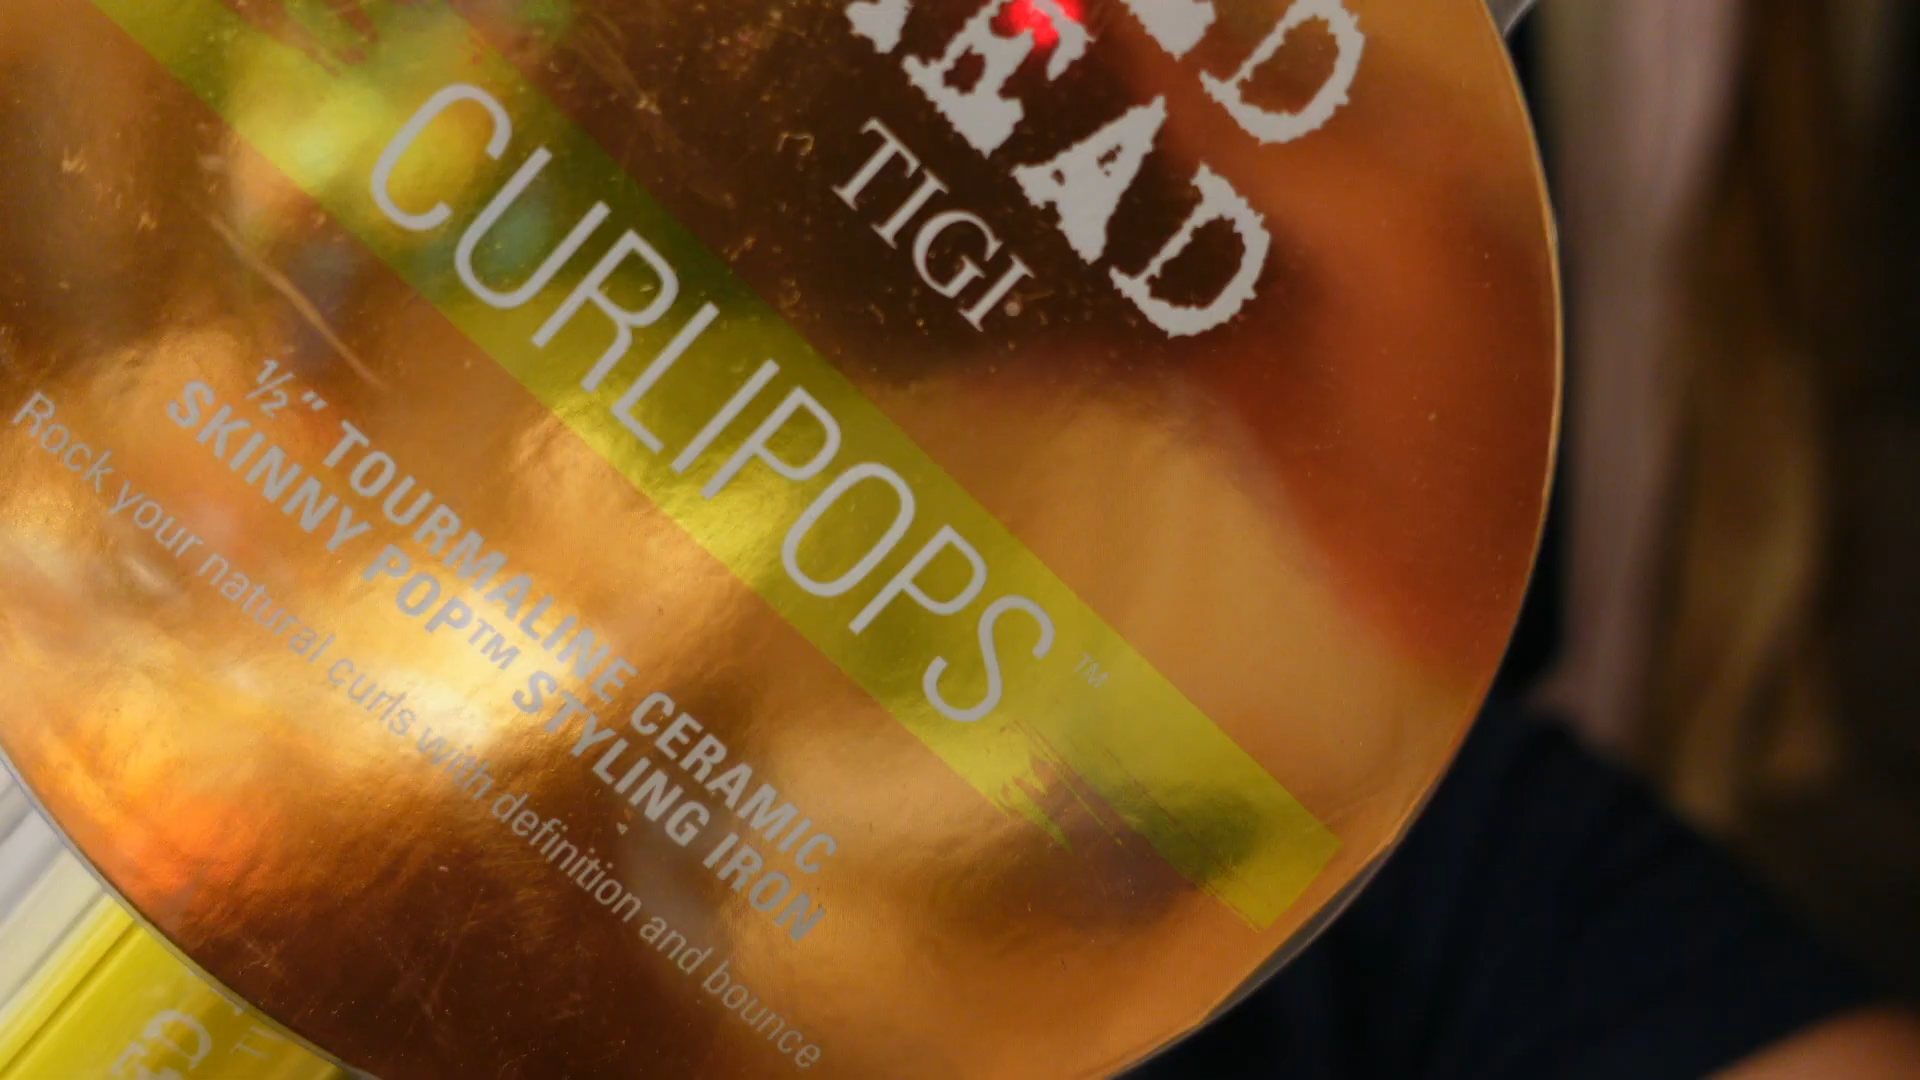 EAD
TIGI
CURLIPOPS™
½" TOURMALINE CERAMIC
SKINNY POP™ STYLING IRON
Rock your natural curls with definition and bounce